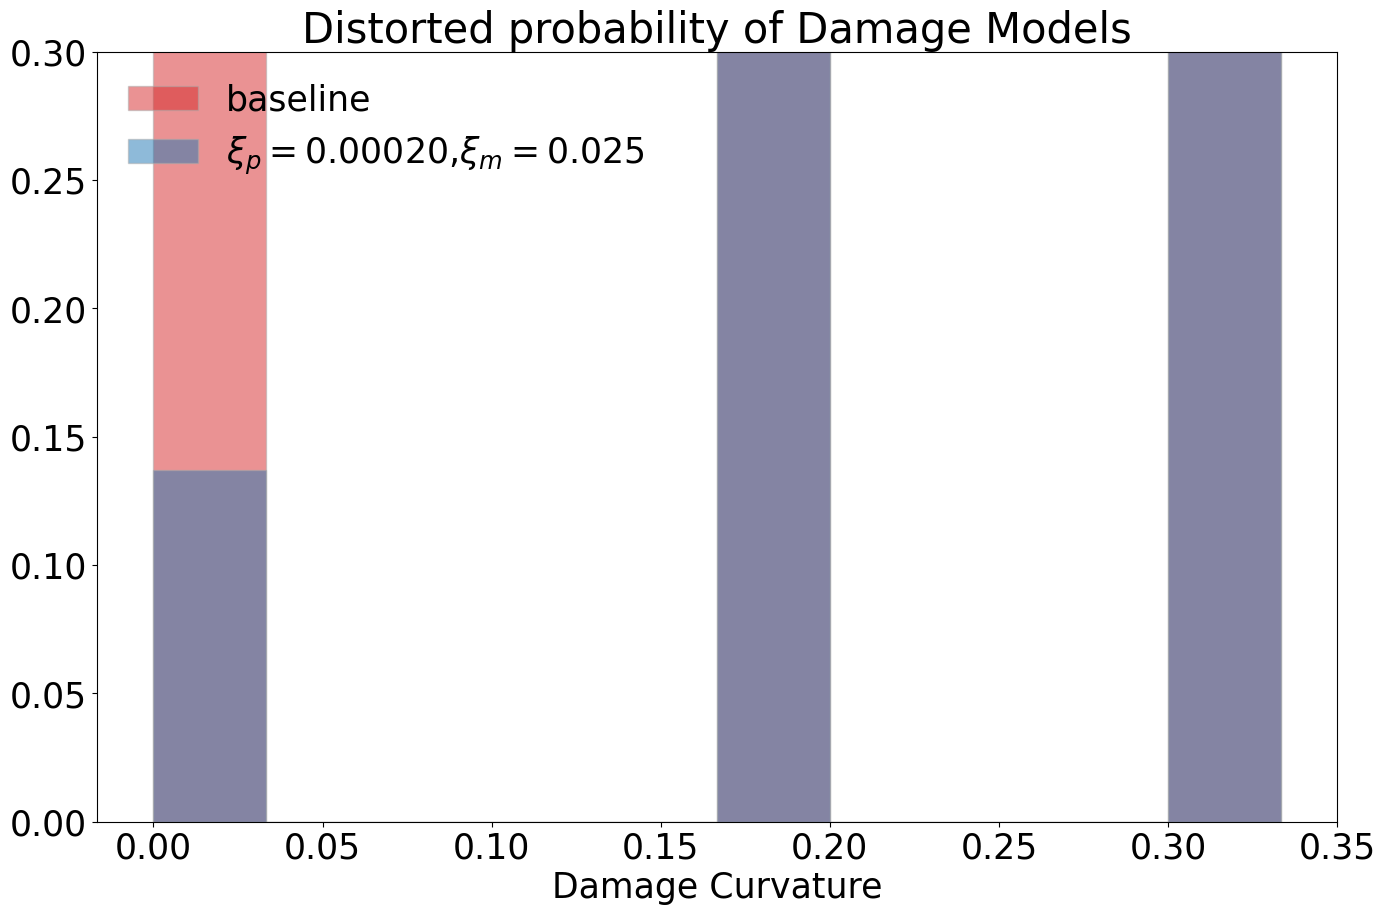 Distorted probability of Damage Models
0.30
baseline
ξₚ = 0.00020,ξₘ = 0.025
0.25
0.20
0.15
0.10
0.05
0.00
0.00 0.05 0.10 0.15 0.20 0.25 0.30 0.35
Damage Curvature